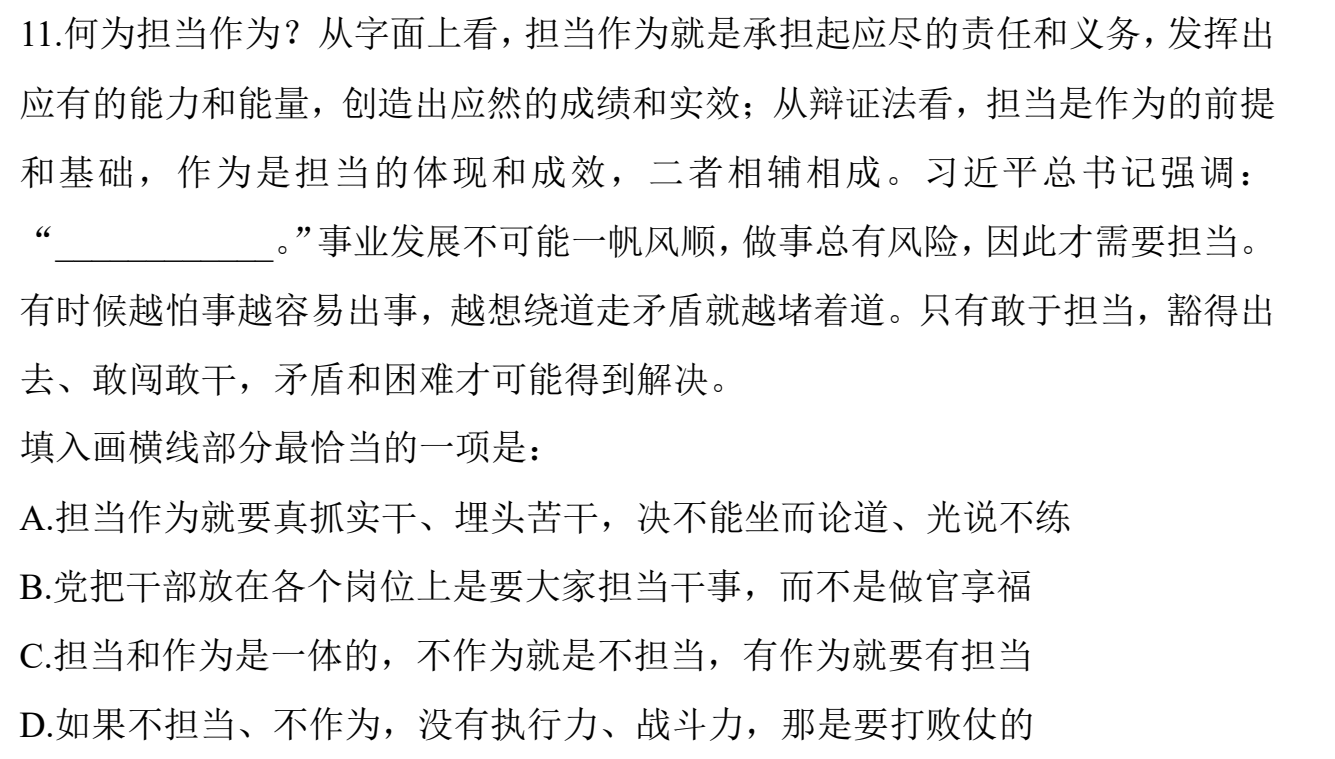 11.何为担当作为？从字面上看，担当作为就是承担起应尽的责任和义务，发挥出
应有的能力和能量，创造出应然的成绩和实效；从辩证法看，担当是作为的前提
和基础，作为是担当的体现和成效，二者相辅相成。习近平总书记强调：
“____________。”事业发展不可能一帆风顺，做事总有风险，因此才需要担当。
有时候越怕事越容易出事，越想绕道走矛盾就越堵着道。只有敢于担当，豁得出
去、敢闯敢干，矛盾和困难才可能得到解决。
填入画横线部分最恰当的一项是：
A.担当作为就要真抓实干、埋头苦干，决不能坐而论道、光说不练
B.党把干部放在各个岗位上是要大家担当干事，而不是做官享福
C.担当和作为是一体的，不作为就是不担当，有作为就要有担当
D.如果不担当、不作为，没有执行力、战斗力，那是要打败仗的